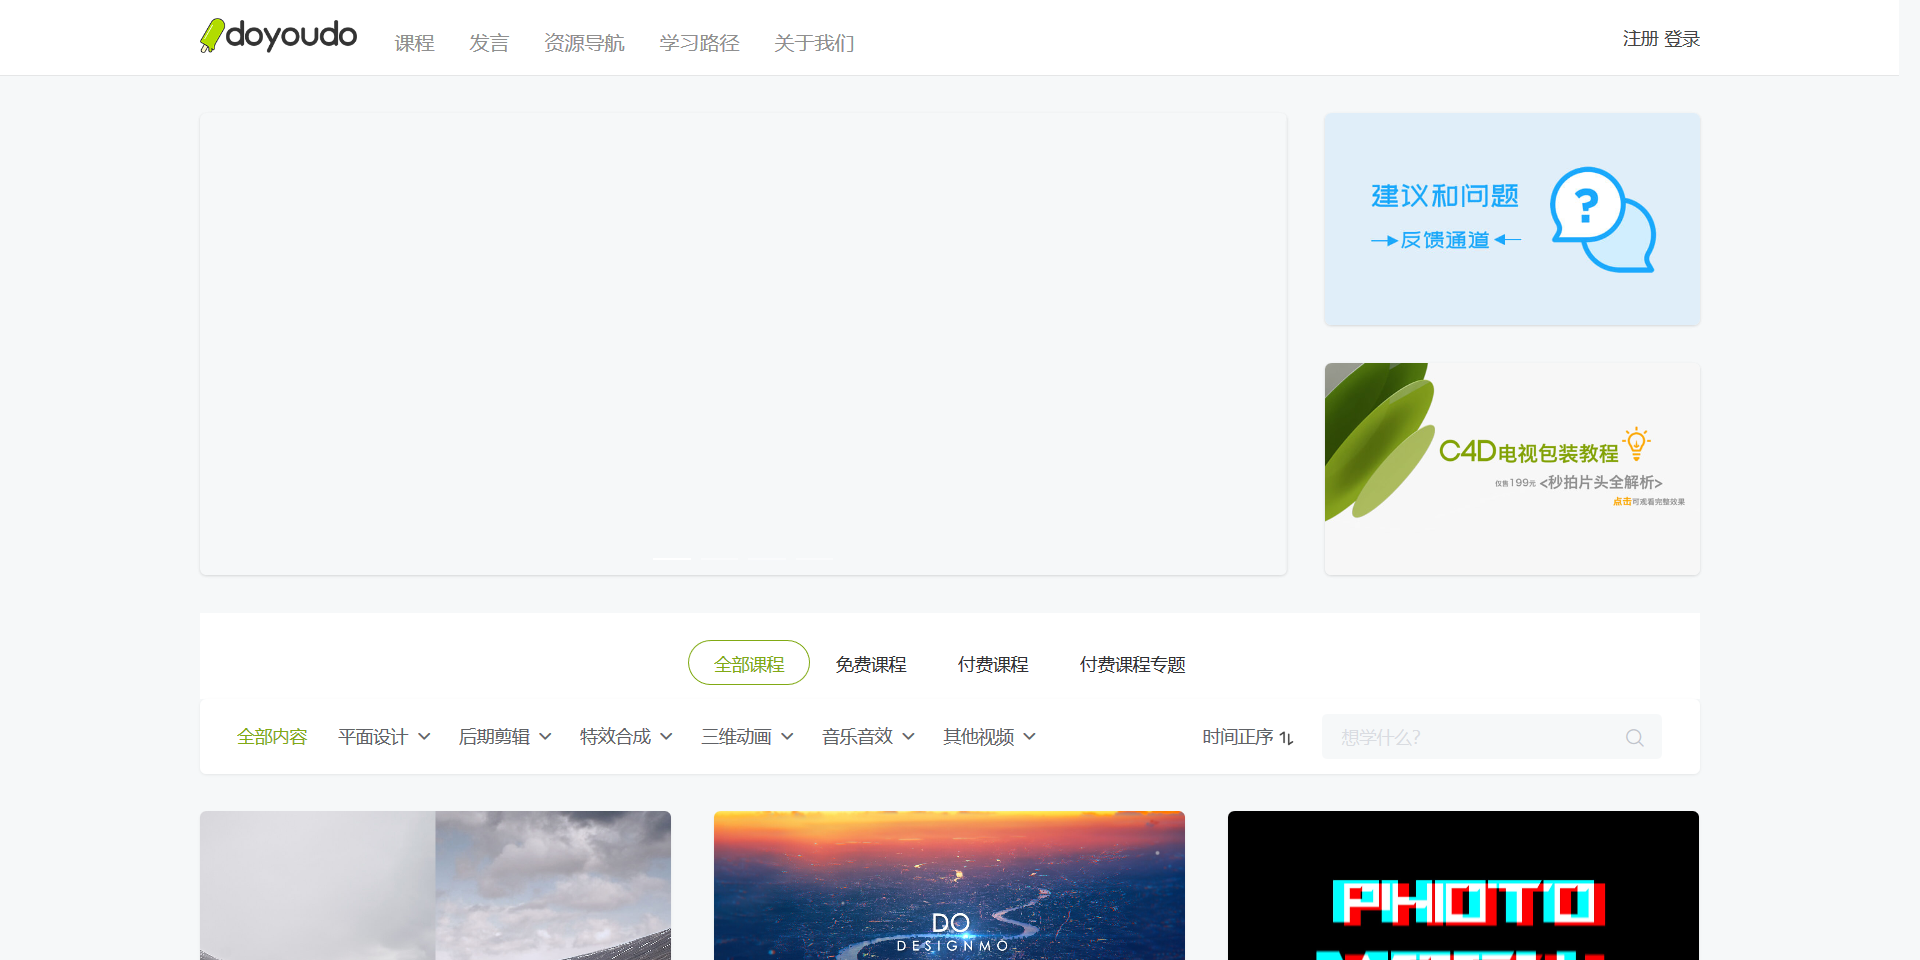 doyoudo
课程 发言 资源导航 学习路径 关于我们
注册 登录
建议和问题
反馈通道
C4D电视包装教程
仅售199元 <秒拍片头全解析>
点击可观看完整效果
全部课程 免费课程 付费课程 付费课程专题
全部内容 平面设计 后期剪辑 特效合成 三维动画 音乐音效 其他视频
时间正序
想学什么?
DO
DESIGNMO
PHOTO